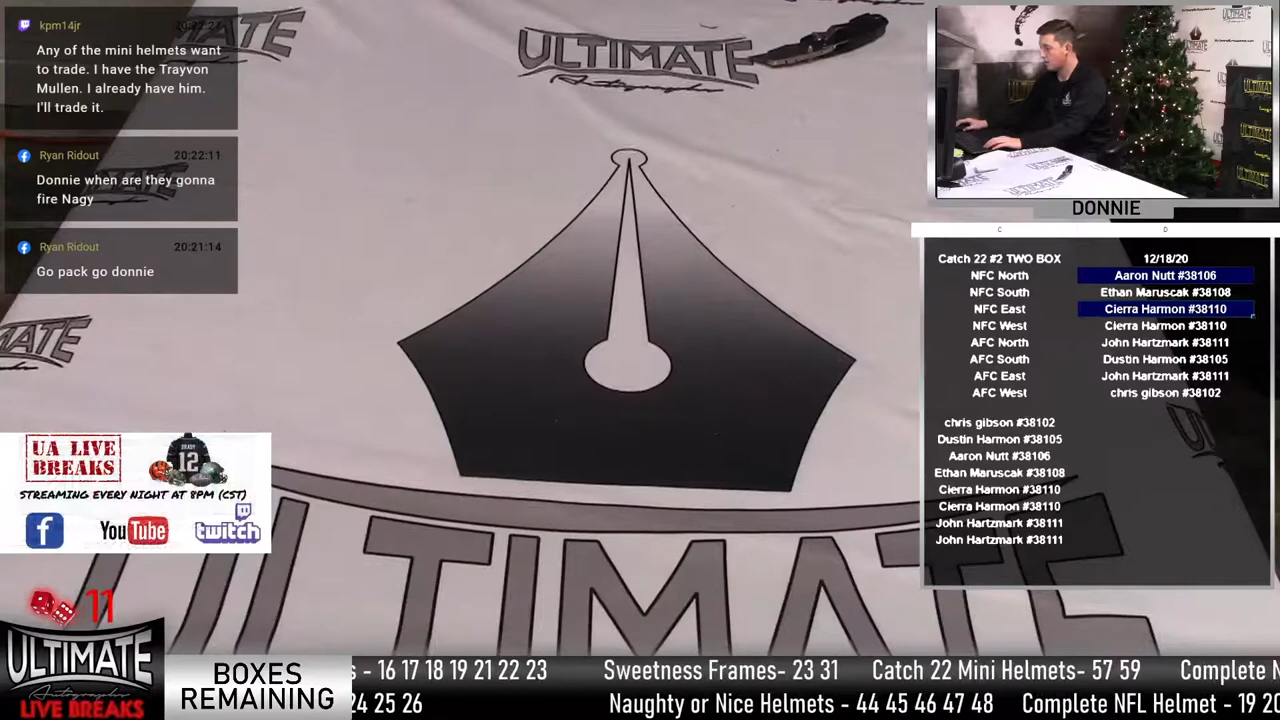 kpm14jr 20:22:27
Any of the mini helmets want
to trade. I have the Trayvon
Mullen. I already have him.
I'll trade it.
Ryan Ridout 20:22:11
Donnie when are they gonna
fire Nagy
Ryan Ridout 20:21:14
Go pack go donnie
ULTIMATE
Autographs
ULTIMATE
DONNIE
C D
Catch 22 #2 TWO BOX 12/18/20
NFC North Aaron Nutt #38106
NFC South Ethan Maruscak #38108
NFC East Cierra Harmon #38110
NFC West Cierra Harmon #38110
AFC North John Hartzmark #38111
AFC South Dustin Harmon #38105
AFC East John Hartzmark #38111
AFC West chris gibson #38102
chris gibson #38102
Dustin Harmon #38105
Aaron Nutt #38106
Ethan Maruscak #38108
Cierra Harmon #38110
Cierra Harmon #38110
John Hartzmark #38111
John Hartzmark #38111
UA LIVE
BREAKS
BRADY
12
STREAMING EVERY NIGHT AT 8PM (CST)
f YouTube twitch
ULTIMATE
11
ULTIMATE
Autographs
LIVE BREAKS
BOXES
REMAINING
s - 16 17 18 19 21 22 23 Sweetness Frames- 23 31 Catch 22 Mini Helmets- 57 59 Complete N
24 25 26 Naughty or Nice Helmets - 44 45 46 47 48 Complete NFL Helmet - 19 20